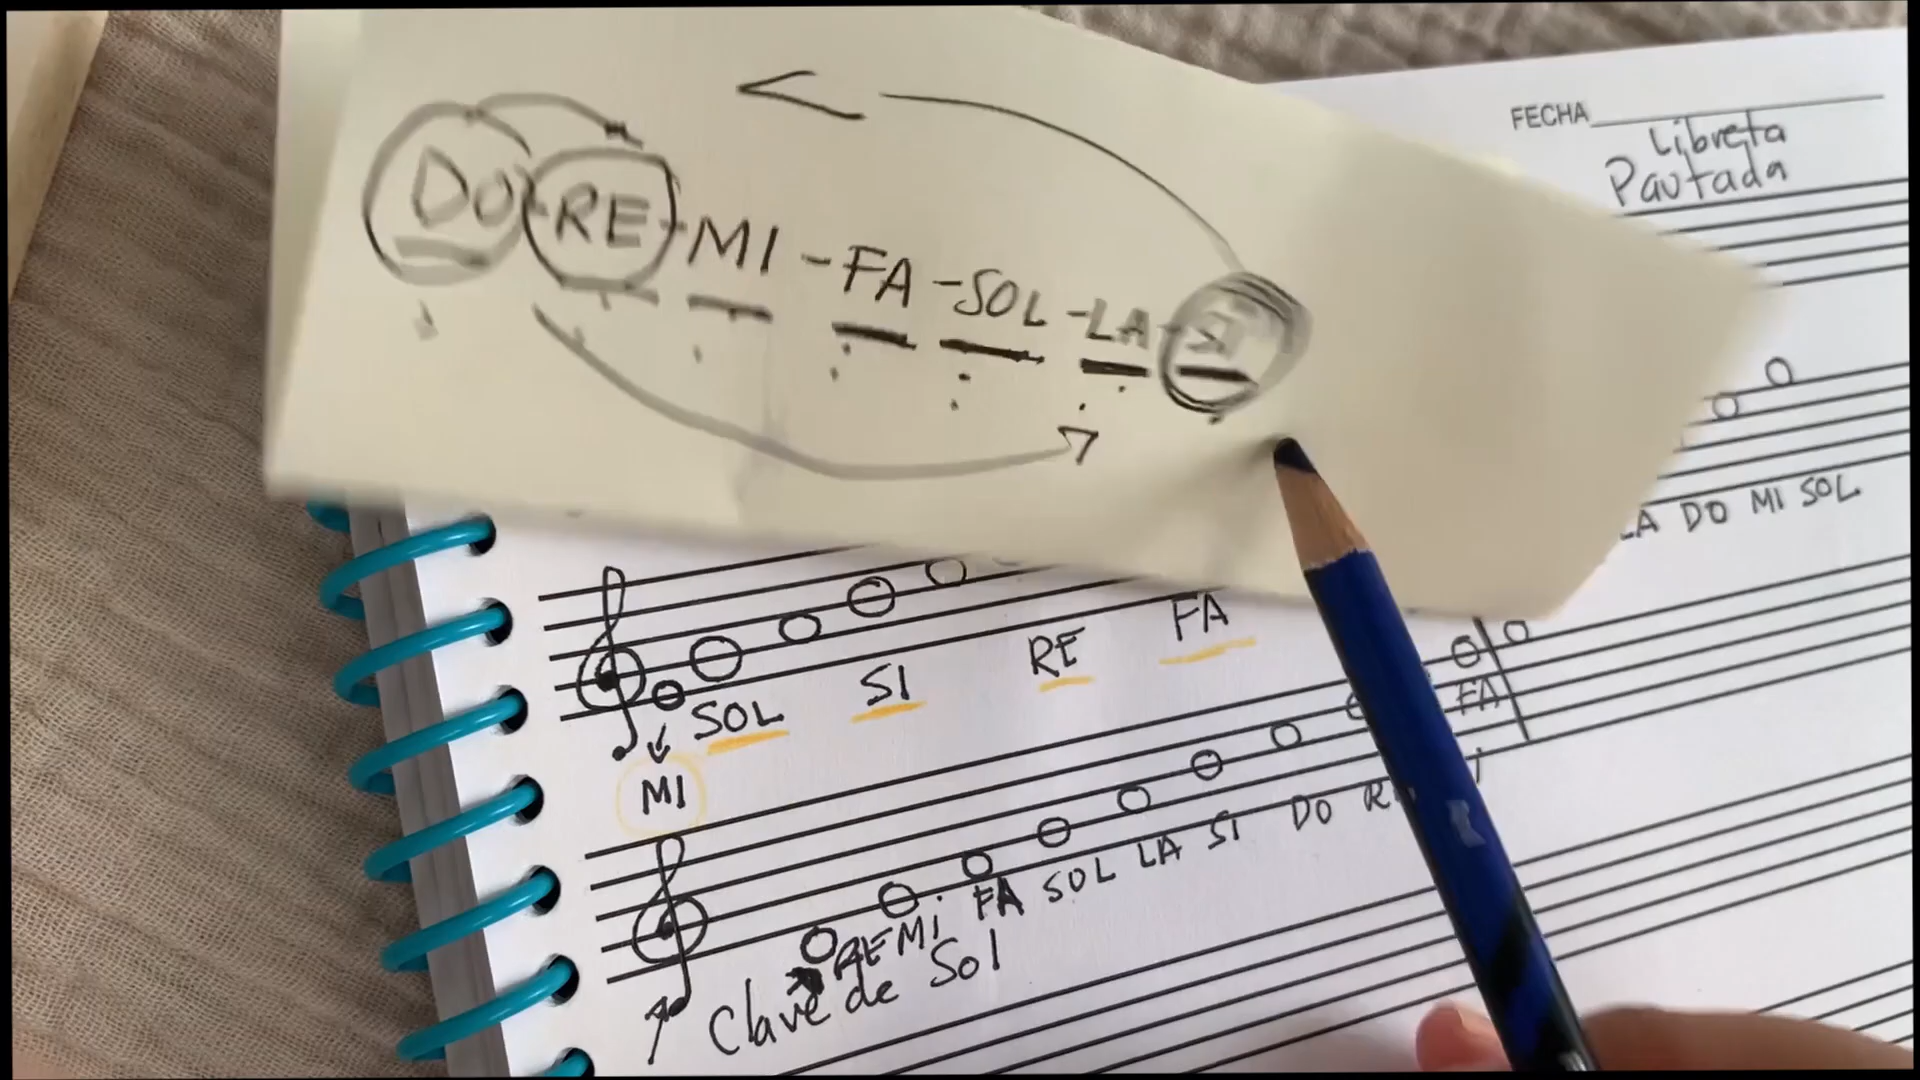 FECHA
Libreta
Pautada
DO-RE-MI-FA-SOL-LA-SI
LA DO MI SOL
SOL SI RE FA
MI
FA
RE MI FA SOL LA SI DO
Clave de Sol